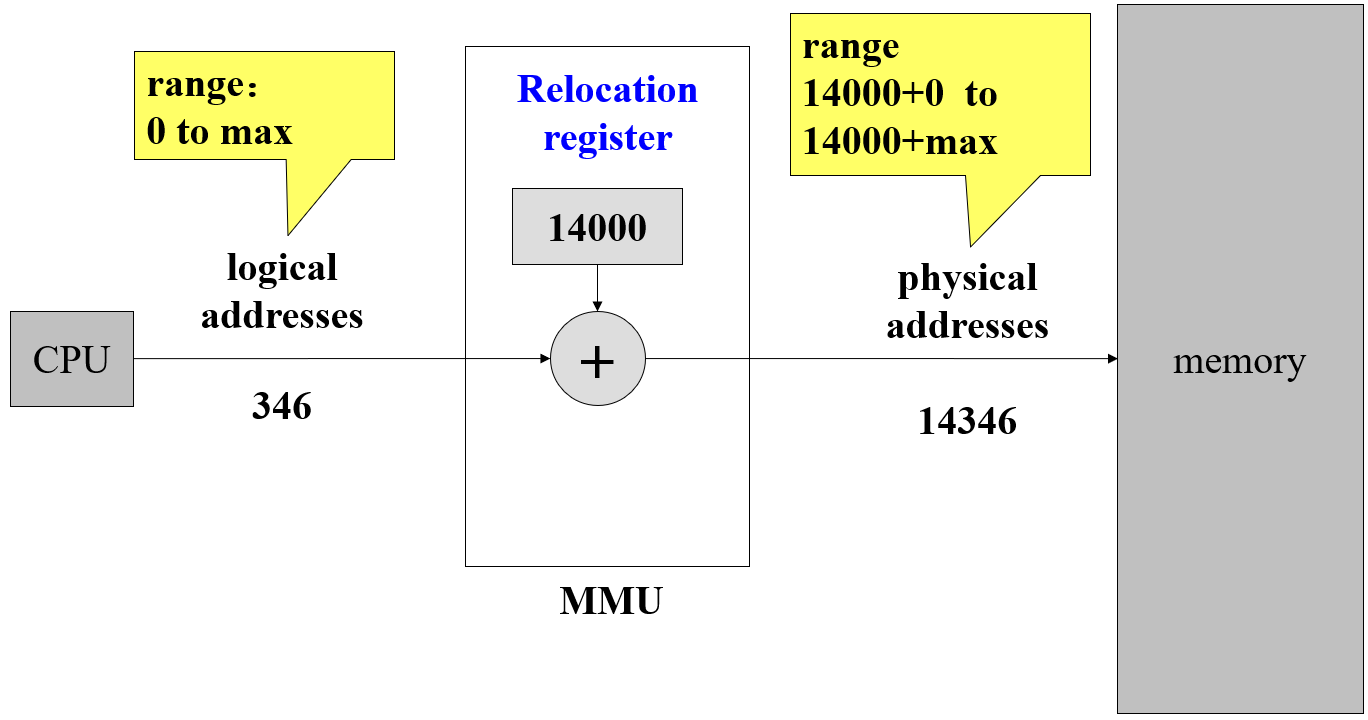 range：
0 to max
logical
addresses
CPU
346
Relocation
register
14000
+
MMU
range
14000+0 to
14000+max
physical
addresses
14346
memory